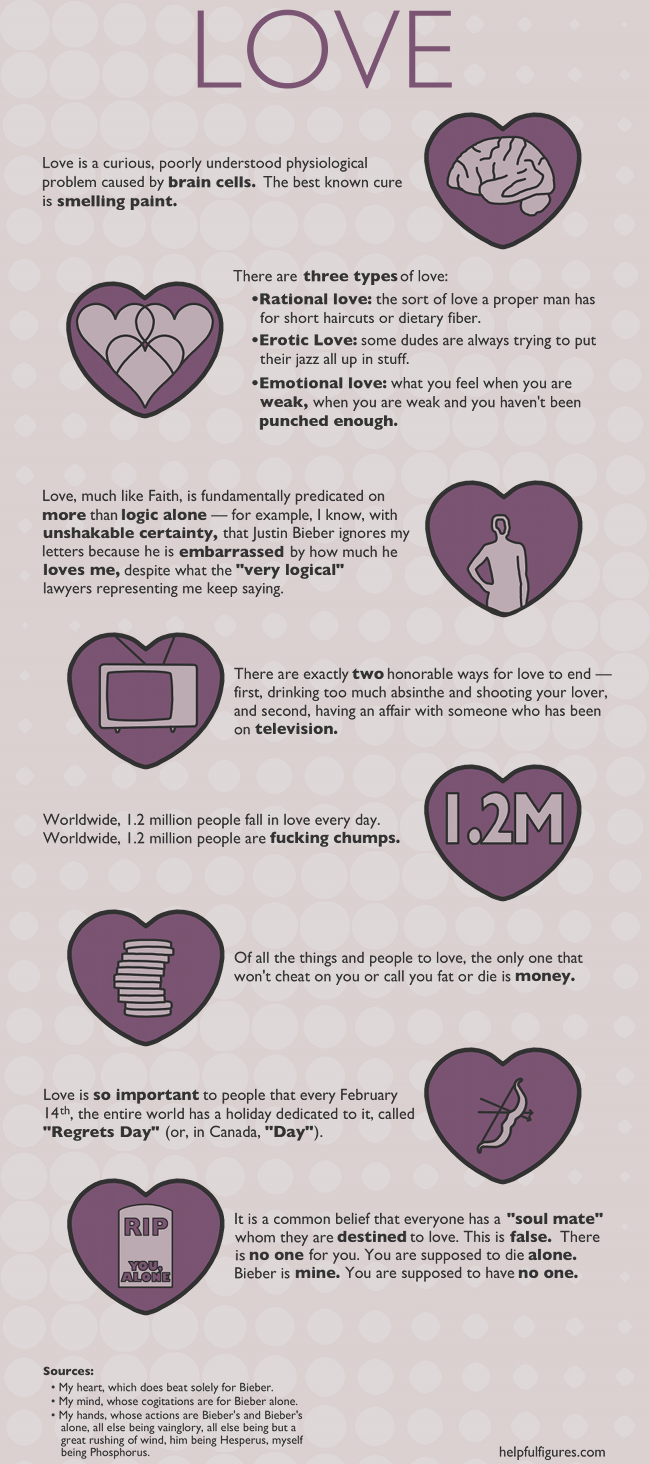 LOVE
Love is a curious, poorly understood physiological
problem caused by brain cells. The best known cure
is smelling paint.
There are three types of love:
•Rational love: the sort of love a proper man has
for short haircuts or dietary fiber.
•Erotic Love: some dudes are always trying to put
their jazz all up in stuff.
•Emotional love: what you feel when you are
weak, when you are weak and you haven't been
punched enough.
Love, much like Faith, is fundamentally predicated on
more than logic alone — for example, I know, with
unshakable certainty, that Justin Bieber ignores my
letters because he is embarrassed by how much he
loves me, despite what the "very logical"
lawyers representing me keep saying.
There are exactly two honorable ways for love to end —
first, drinking too much absinthe and shooting your lover,
and second, having an affair with someone who has been
on television.
1.2M
Worldwide, 1.2 million people fall in love every day.
Worldwide, 1.2 million people are fucking chumps.
Of all the things and people to love, the only one that
won't cheat on you or call you fat or die is money.
Love is so important to people that every February
14th, the entire world has a holiday dedicated to it, called
"Regrets Day" (or, in Canada, "Day").
RIP
YOU,
ALONE
It is a common belief that everyone has a "soul mate"
whom they are destined to love. This is false. There
is no one for you. You are supposed to die alone.
Bieber is mine. You are supposed to have no one.
Sources:
• My heart, which does beat solely for Bieber.
• My mind, whose cogitations are for Bieber alone.
• My hands, whose actions are Bieber's and Bieber's
alone, all else being vainglory, all else being but a
great rushing of wind, him being Hesperus, myself
being Phosphorus.
helpfulfigures.com